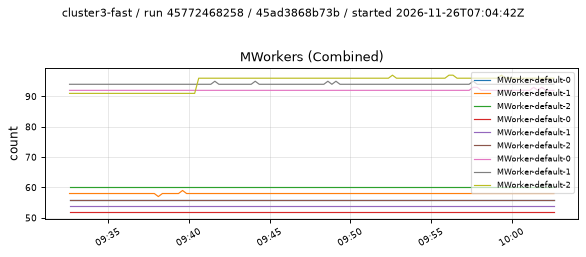 cluster3-fast / run 45772468258 / 45ad3868b73b / started 2026-11-26T07:04:42Z
MWorkers (Combined)
count
90
80
70
60
50
09:35
09:40
09:45
09:50
09:55
10:00
MWorker-default-0
MWorker-default-1
MWorker-default-2
MWorker-default-0
MWorker-default-1
MWorker-default-2
MWorker-default-0
MWorker-default-1
MWorker-default-2